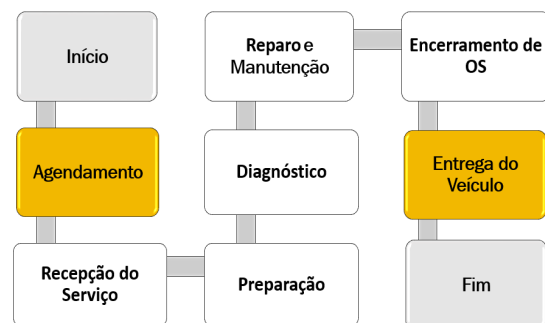 Início
Agendamento
Recepção do
Serviço
Preparação
Diagnóstico
Reparo e
Manutenção
Encerramento de
OS
Entrega do
Veículo
Fim